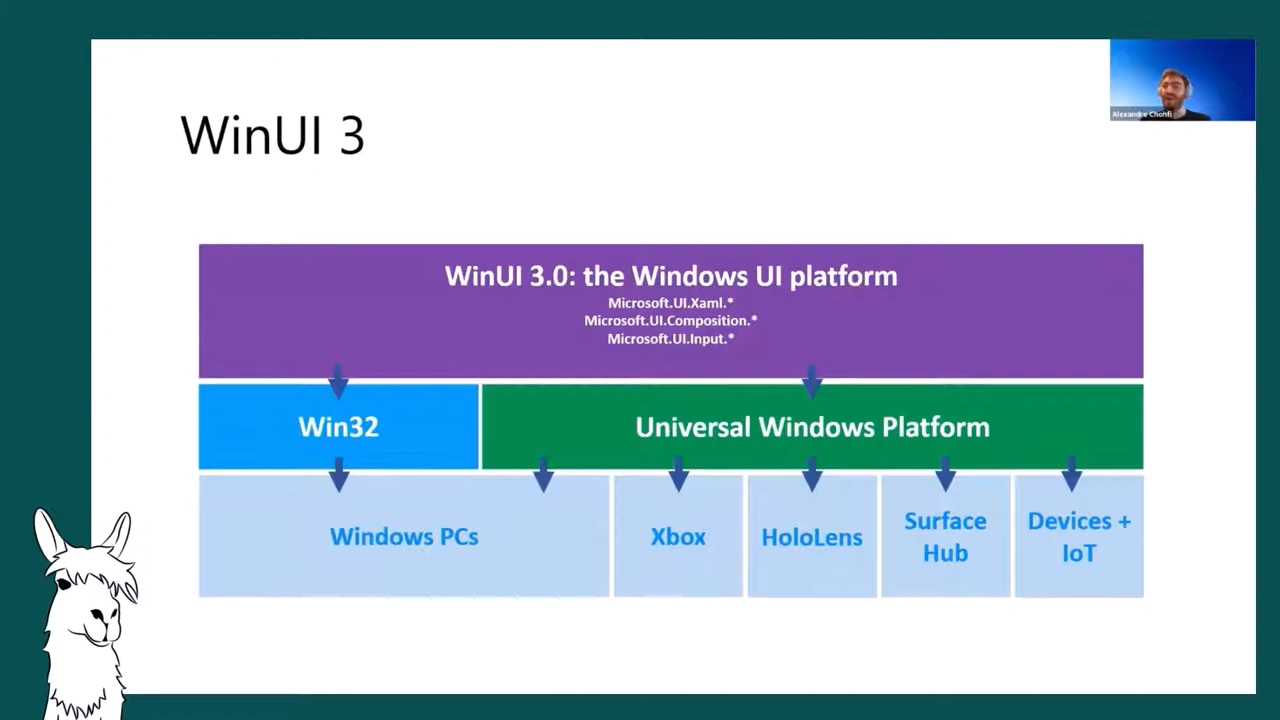 Alexandre Chohfi
WinUI 3
WinUI 3.0: the Windows UI platform
Microsoft.UI.Xaml.*
Microsoft.UI.Composition.*
Microsoft.UI.Input.*
Win32
Universal Windows Platform
Windows PCs
Xbox
HoloLens
Surface
Hub
Devices +
IoT